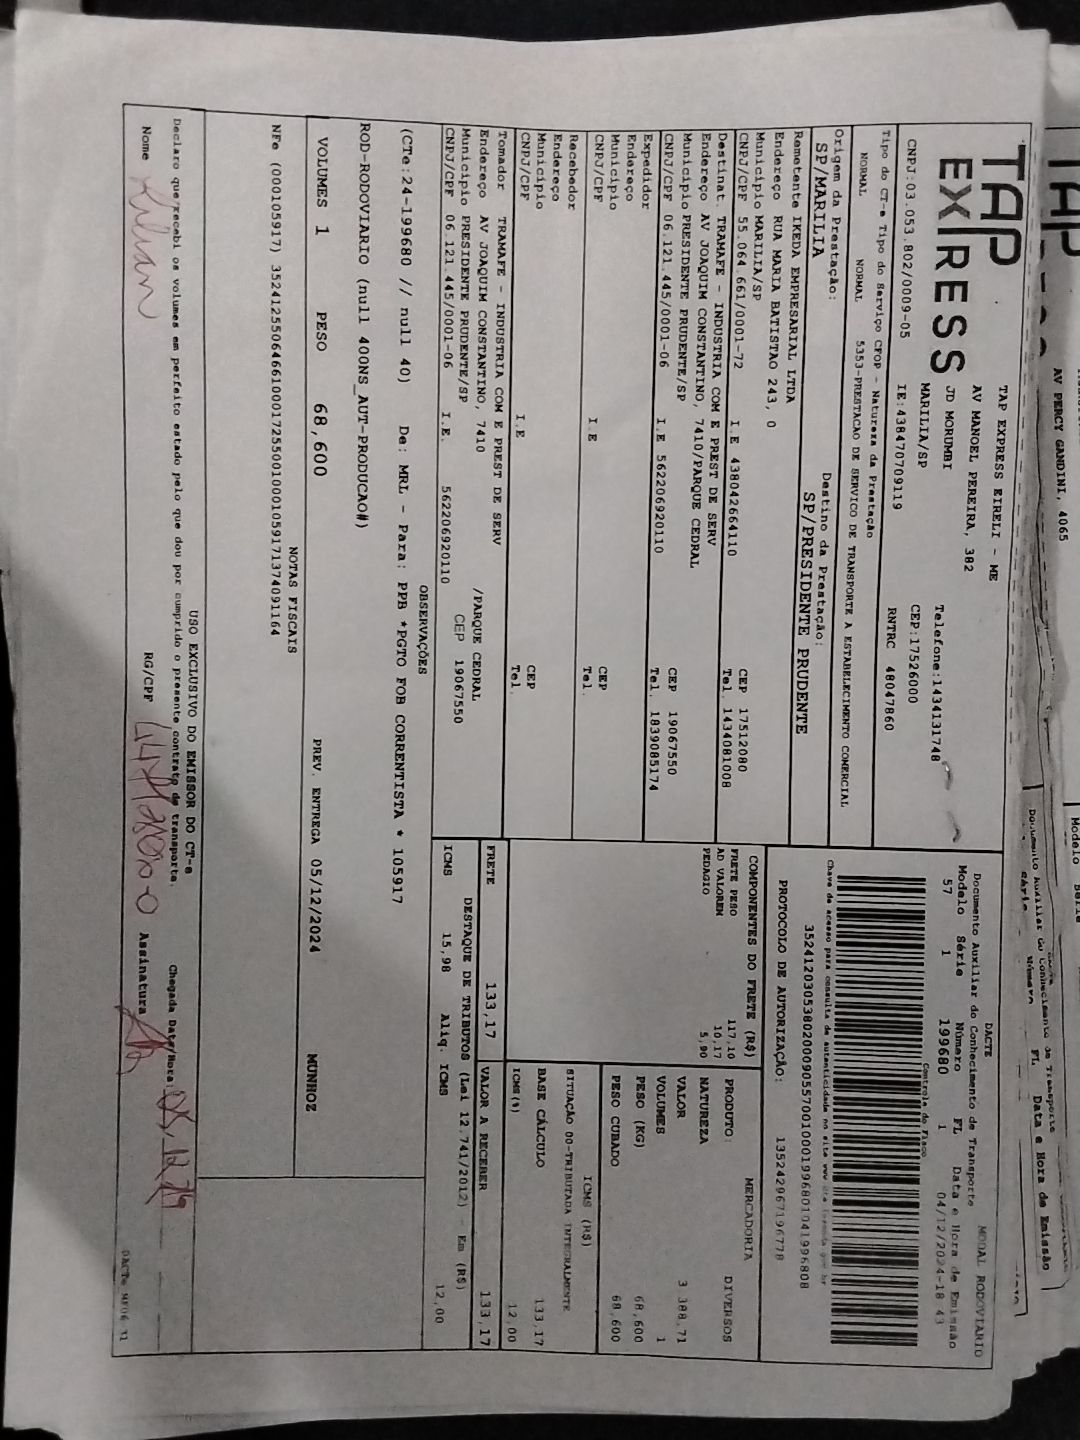 TAP
EXPRESS
TAP EXPRESS EIRELI - ME
AV MANOEL PEREIRA, 382
JD MORUMBI
MARILIA/SP
Telefone:1434131748
CEP:17526000
CNPJ:03.053.802/0009-05
IE:438470709119
RNTRC 48047860
DACTE
MODAL RODOVIARIO
Documento Auxiliar do Conhecimento de Transporte
Modelo Série Número FL Data e Hora de Emissão
57 1 199680 1 04/12/2024-18 43
Controle do Fisco
Tipo do CT-e Tipo do Serviço CFOP - Natureza da Prestação
NORMAL NORMAL 5353-PRESTACAO DE SERVICO DE TRANSPORTE A ESTABELECIMENTO COMERCIAL
Chave de acesso para consulta de autenticidade no site www
PROTOCOLO DE AUTORIZAÇÃO: 135242967196778
Origem da Prestação: Destino da Prestação:
SP/MARILIA SP/PRESIDENTE PRUDENTE
Remetente IKEDA EMPRESARIAL LTDA
Endereço RUA MARIA BATISTAO 243, 0
Município MARILIA/SP CEP 17512080
CNPJ/CPF 55.064.661/0001-72 I.E 438042664110 Tel. 1434081008
Destinat. TRAMAFE - INDUSTRIA COM E PREST DE SERV
Endereço AV JOAQUIM CONSTANTINO, 7410/PARQUE CEDRAL
Município PRESIDENTE PRUDENTE/SP CEP 19067550
CNPJ/CPF 06.121.445/0001-06 I.E 562206920110 Tel. 1839085174
Expedidor
Endereço
Município CEP
CNPJ/CPF I.E Tel.
Recebedor
Endereço
Município CEP
CNPJ/CPF I.E Tel.
Tomador TRAMAFE - INDUSTRIA COM E PREST DE SERV
Endereço AV JOAQUIM CONSTANTINO, 7410 /PARQUE CEDRAL
Município PRESIDENTE PRUDENTE/SP CEP 19067550
CNPJ/CPF 06.121.445/0001-06 I.E. 562206920110
COMPONENTES DO FRETE (R$)
FRETE PESO 117,10
AD VALOREM 10,17
PEDAGIO 5,90
MERCADORIA
PRODUTO: DIVERSOS
NATUREZA
VALOR 3 388,71
VOLUMES 1
PESO (KG) 68,600
PESO CUBADO 68,600
ICMS (R$)
SITUAÇÃO 00-TRIBUTADA INTEGRALMENTE
BASE CÁLCULO 133,17
ICMS(%) 12,00
FRETE 133,17 VALOR A RECEBER 133,17
DESTAQUE DE TRIBUTOS (Lei 12.741/2012) - Em (R$)
ICMS 15,98 Aliq. ICMS 12,00
OBSERVAÇÕES
(CTe:24-199680 // null 40) De: MRL - Para: PPB *PGTO FOB CORRENTISTA * 105917
ROD-RODOVIARIO (null 400NS_AUT-PRODUCAO#)
VOLUMES 1 PESO 68,600 PREV. ENTREGA 05/12/2024 MUNHOZ
NOTAS FISCAIS
USO EXCLUSIVO DO EMISSOR DO CT-e
Declaro que recebi os volumes em perfeito estado pelo que dou por cumprido o presente contrato de transporte. Chegada Data/Hora:
Nome RG/CPF Assinatura
AV PERCY GANDINI, 4065
Data e Hora de Emissão